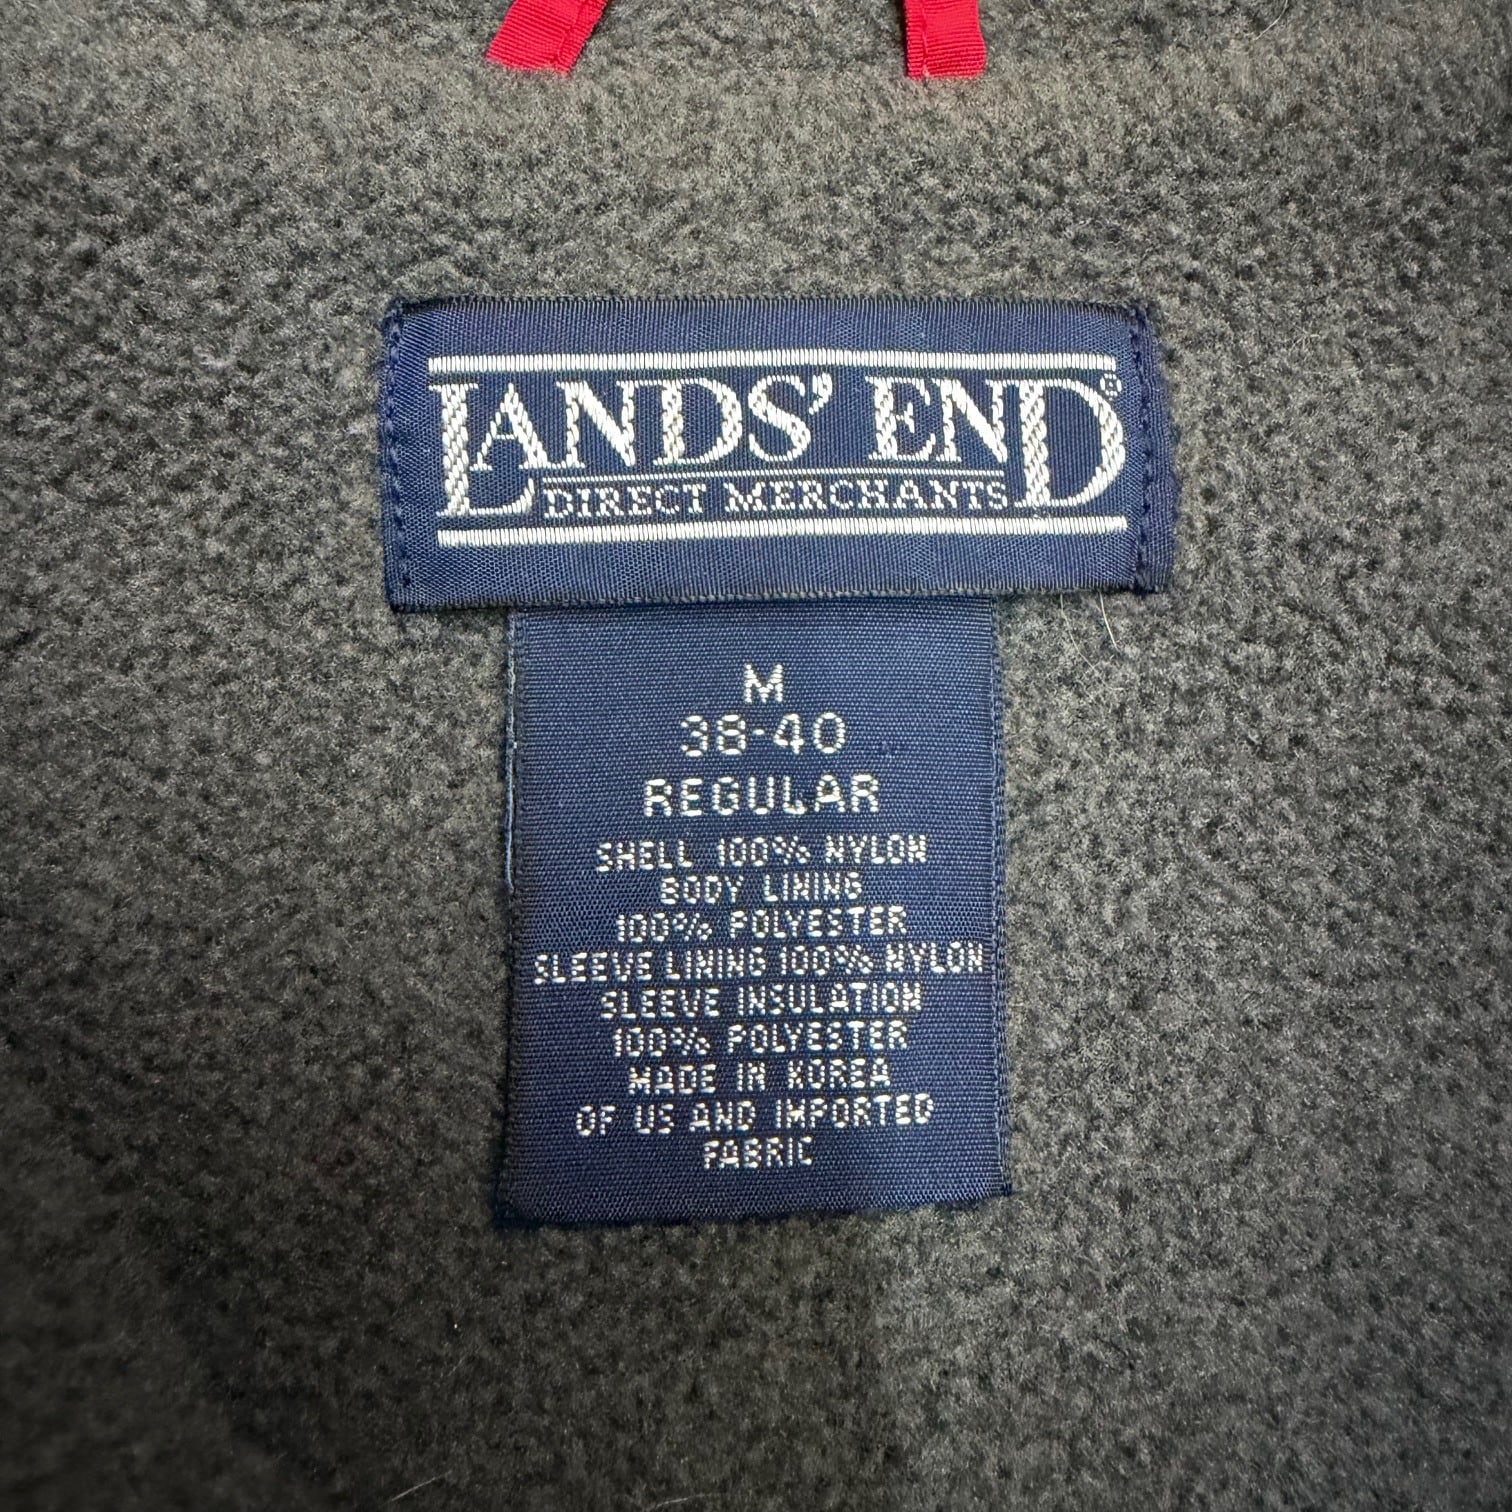 LANDS' END®
DIRECT MERCHANTS
M
38-40
REGULAR
SHELL 100% NYLON
BODY LINING
100% POLYESTER
SLEEVE LINING 100% NYLON
SLEEVE INSULATION
100% POLYESTER
MADE IN KOREA
OF US AND IMPORTED
FABRIC